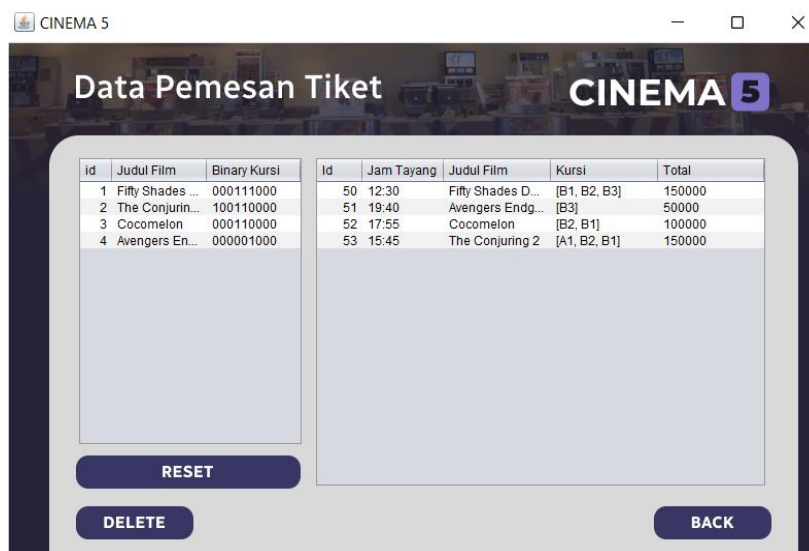 CINEMA 5
Data Pemesan Tiket
CINEMA 5
id Judul Film Binary Kursi
1 Fifty Shades ... 000111000
2 The Conjurin... 100110000
3 Cocomelon 000110000
4 Avengers En... 000001000
Id Jam Tayang Judul Film Kursi Total
50 12:30 Fifty Shades D... [B1, B2, B3] 150000
51 19:40 Avengers Endg... [B3] 50000
52 17:55 Cocomelon [B2, B1] 100000
53 15:45 The Conjuring 2 [A1, B2, B1] 150000
RESET
DELETE
BACK